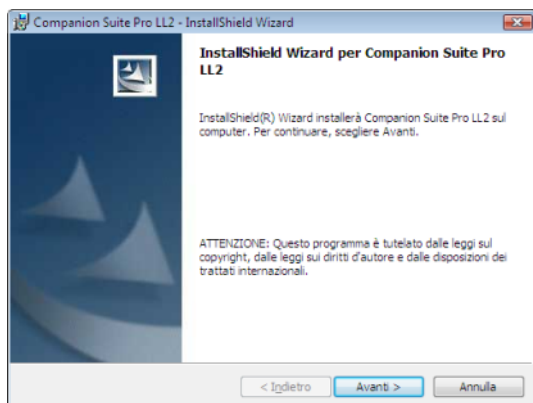 Companion Suite Pro LL2 - InstallShield Wizard
InstallShield Wizard per Companion Suite Pro
LL2
InstallShield(R) Wizard installerà Companion Suite Pro LL2 sul
computer. Per continuare, scegliere Avanti.
ATTENZIONE: Questo programma è tutelato dalle leggi sul
copyright, dalle leggi sui diritti d'autore e dalle disposizioni dei
trattati internazionali.
< Indietro
Avanti >
Annulla